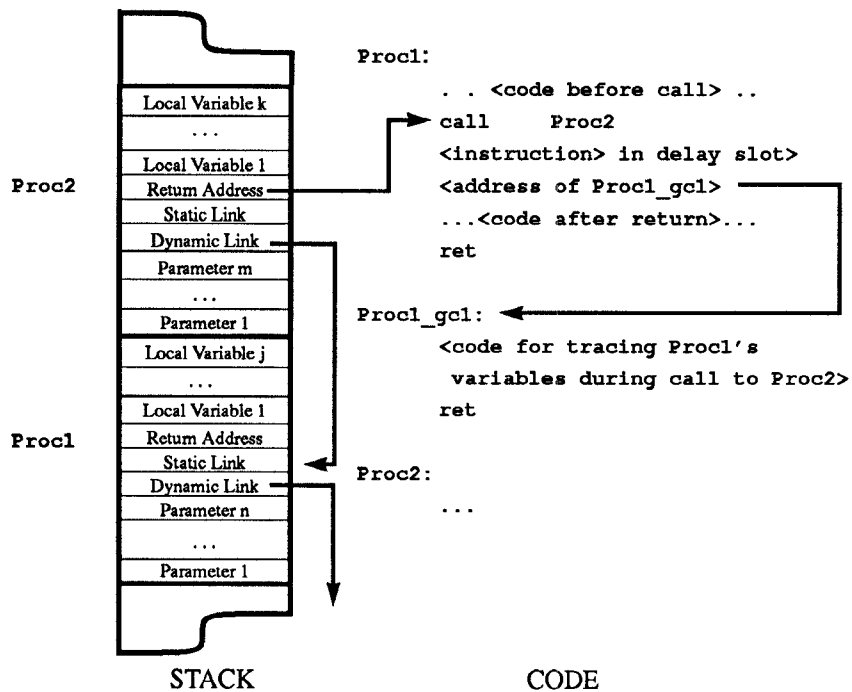 Local Variable k
...
Local Variable 1
Return Address
Static Link
Dynamic Link
Parameter m
...
Parameter 1
Local Variable j
...
Local Variable 1
Return Address
Static Link
Dynamic Link
Parameter n
...
Parameter 1
Proc2
Proc1
STACK
Proc1:
. . <code before call> ..
call Proc2
<instruction> in delay slot>
<address of Proc1_gc1>
...<code after return>...
ret
Proc1_gc1:
<code for tracing Proc1's
variables during call to Proc2>
ret
Proc2:
...
CODE